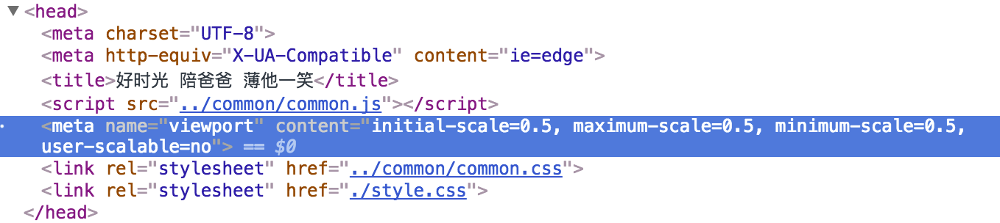 <head>
<meta charset="UTF-8">
<meta http-equiv="X-UA-Compatible" content="ie=edge">
<title>好时光 陪爸爸 薄他一笑</title>
<script src="../common/common.js"></script>
<meta name="viewport" content="initial-scale=0.5, maximum-scale=0.5, minimum-scale=0.5,
user-scalable=no"> == $0
<link rel="stylesheet" href="../common/common.css">
<link rel="stylesheet" href="./style.css">
</head>